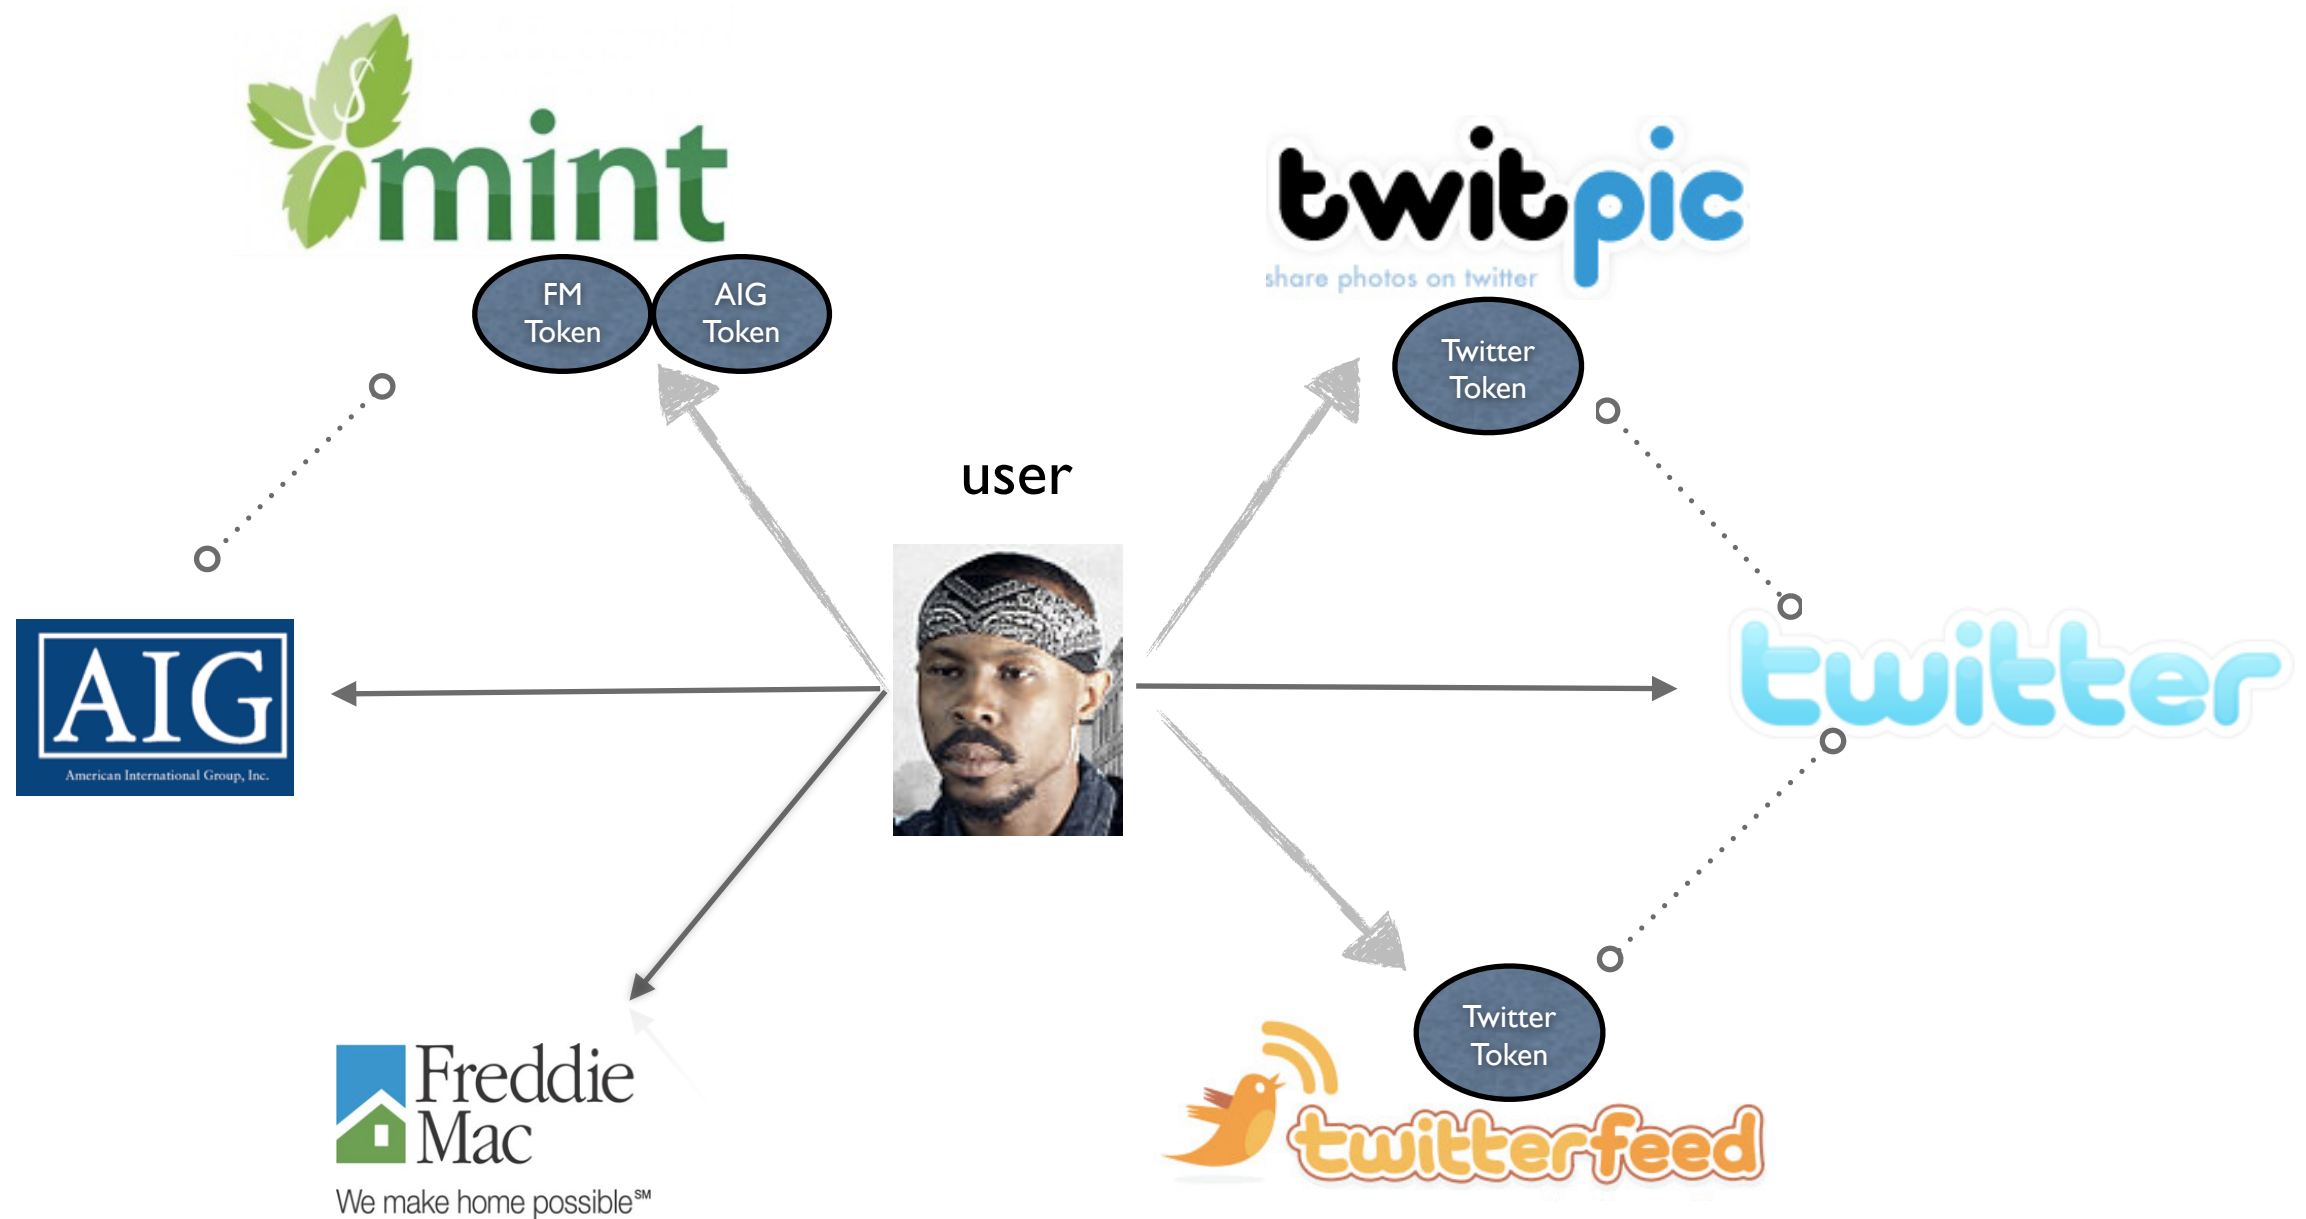 mint
twitpic
share photos on twitter
FM
Token
AIG
Token
Twitter
Token
user
AIG
American International Group, Inc.
twitter
Twitter
Token
Freddie
Mac
We make home possible℠
twitterfeed